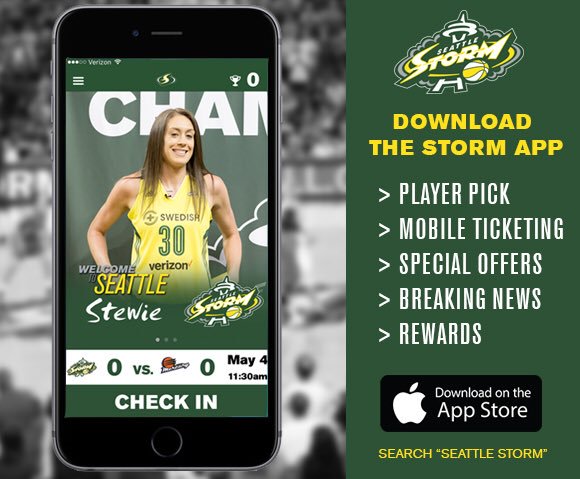 Verizon
0
CHAM
SWEDISH
30
verizon
WELCOME
TO
SEATTLE
Stewie
SEATTLE
STORM
STORM
0 vs. 0
May 4
11:30am
CHECK IN
SEATTLE
STORM
DOWNLOAD
THE STORM APP
> PLAYER PICK
> MOBILE TICKETING
> SPECIAL OFFERS
> BREAKING NEWS
> REWARDS
Download on the
App Store
SEARCH “SEATTLE STORM”